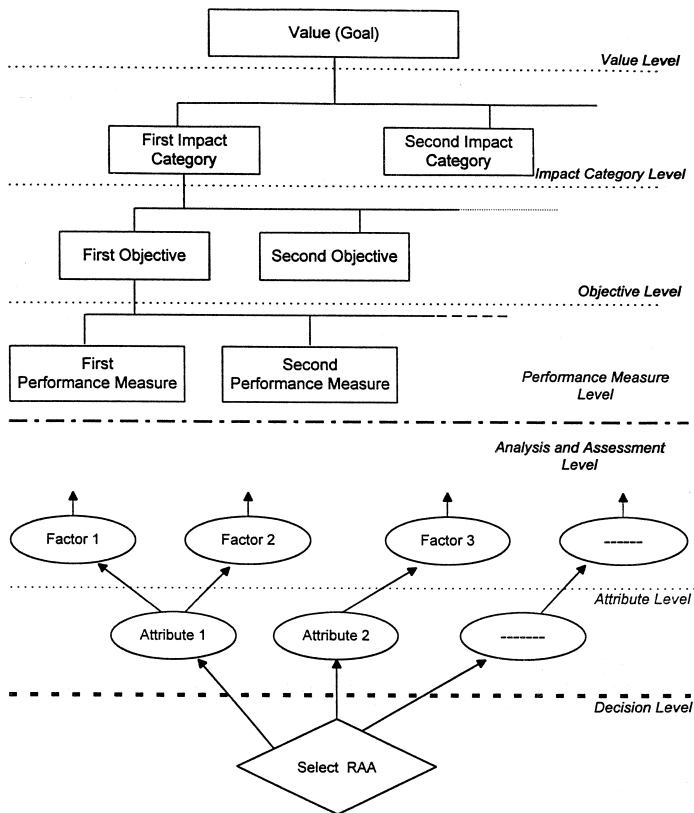 Value (Goal)
Value Level
First Impact
Category
Second Impact
Category
Impact Category Level
First Objective
Second Objective
Objective Level
First
Performance Measure
Second
Performance Measure
Performance Measure
Level
Analysis and Assessment
Level
Factor 1
Factor 2
Factor 3
------
Attribute Level
Attribute 1
Attribute 2
-------
Decision Level
Select RAA